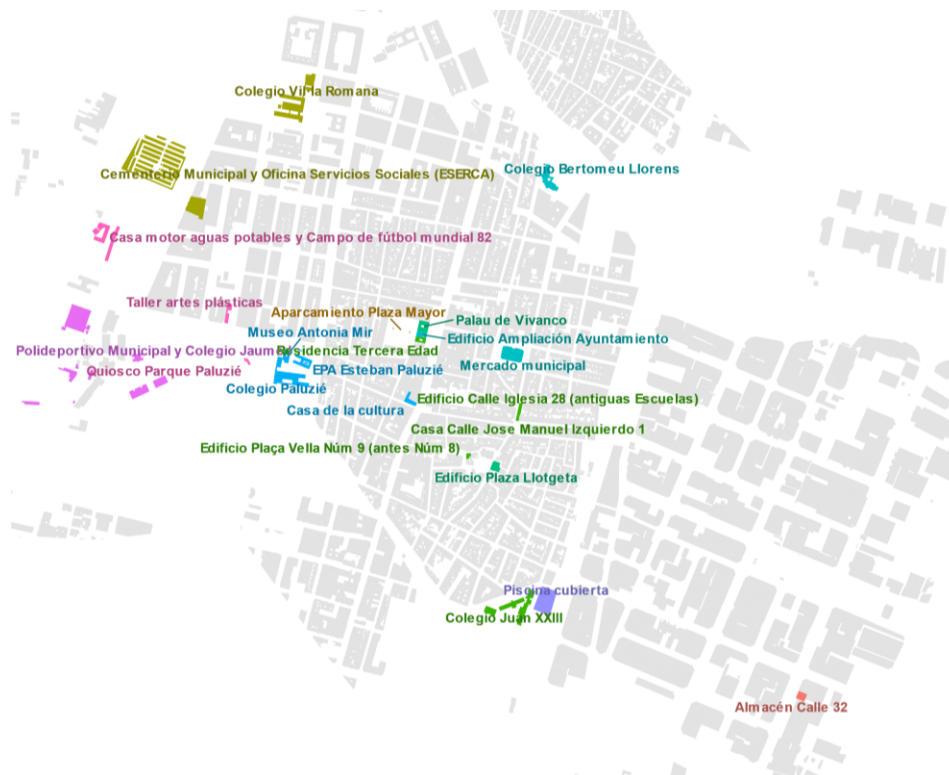 Colegio Vil·la Romana
Colegio Bertomeu Llorens
Cementerio Municipal y Oficina Servicios Sociales (ESERCA)
Casa motor aguas potables y Campo de fútbol mundial 82
Taller artes plásticas
Aparcamiento Plaza Mayor
Palau de Vivanco
Museo Antonia Mir
Edificio Ampliación Ayuntamiento
Polideportivo Municipal y Colegio Jaume
Residencia Tercera Edad
Mercado municipal
Quiosco Parque Paluzié
EPA Esteban Paluzié
Colegio Paluzié
Edificio Calle Iglesia 28 (antiguas Escuelas)
Casa de la cultura
Casa Calle Jose Manuel Izquierdo 1
Edificio Plaça Vella Núm 9 (antes Núm 8)
Edificio Plaza Llotgeta
Piscina cubierta
Colegio Juan XXIII
Almacén Calle 32